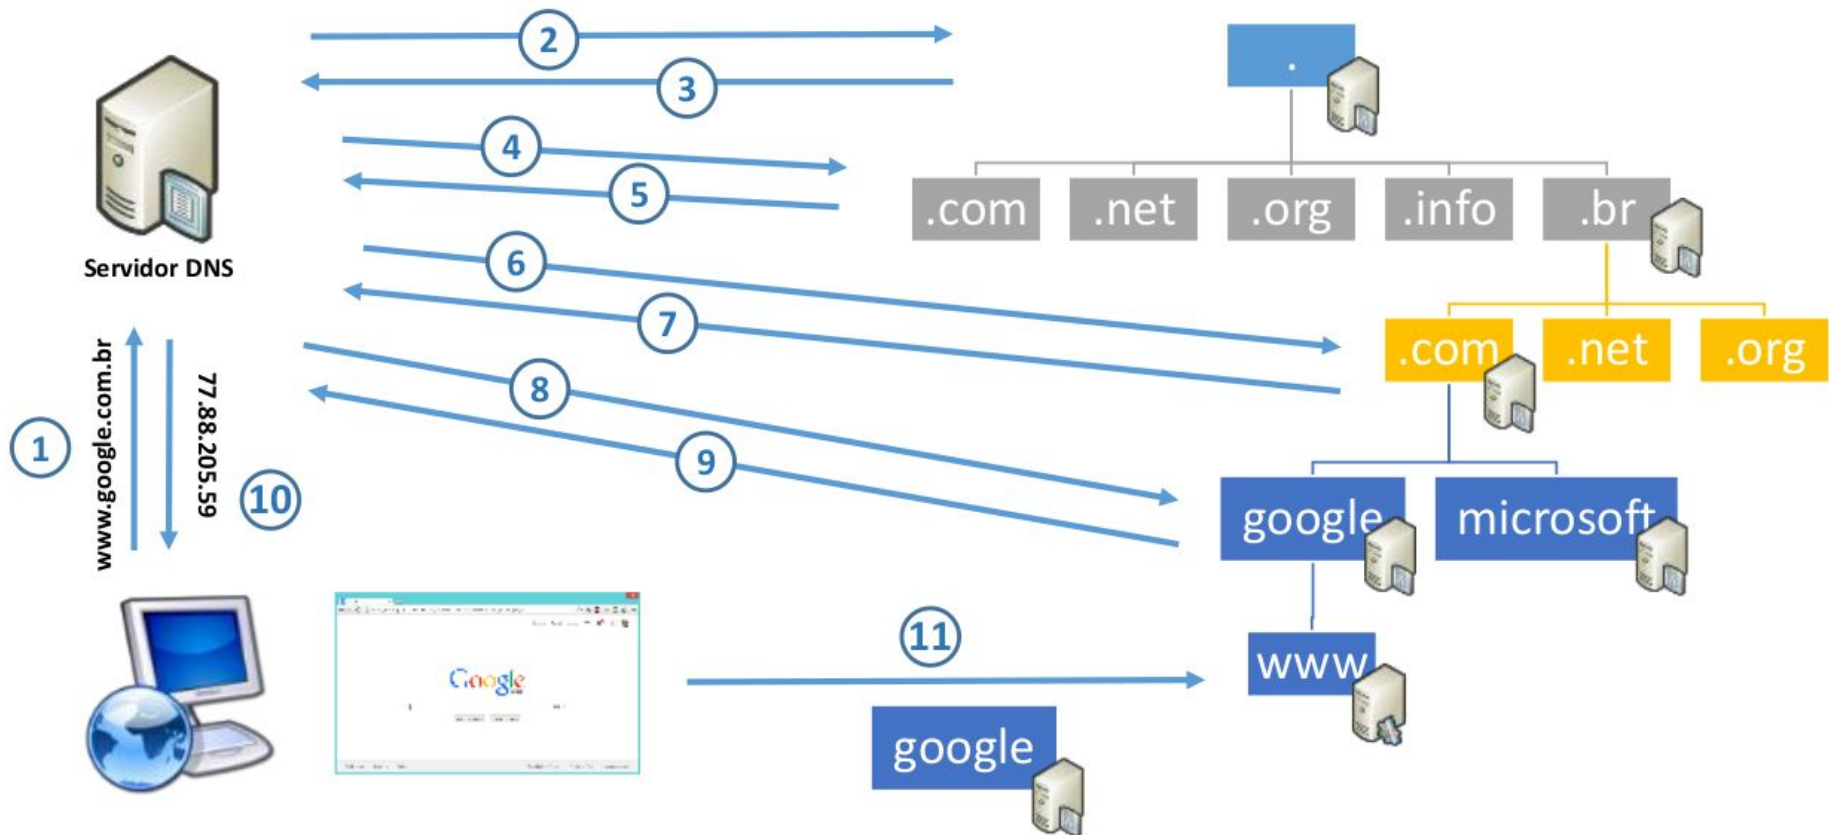 2
3
.
4
5
.com
.net
.org
.info
.br
Servidor DNS
6
7
.com
.net
.org
1
www.google.com.br
77.88.205.59
10
8
9
google
microsoft
Google
11
www
google